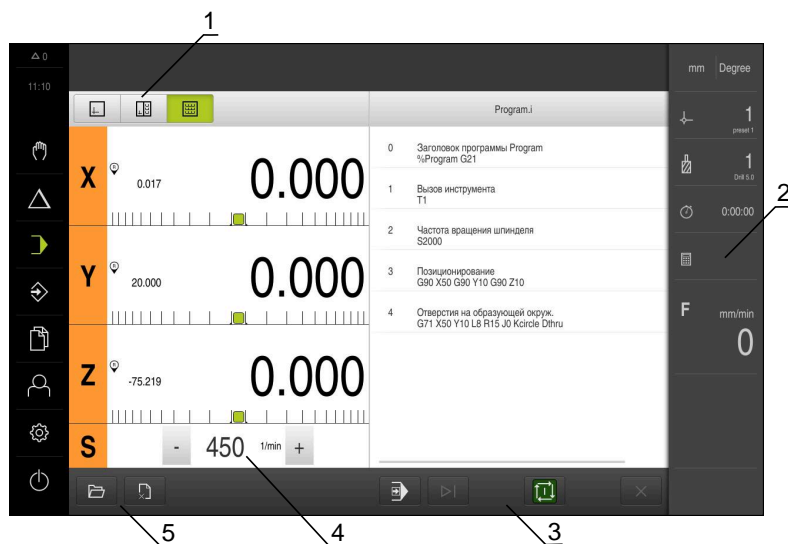 1
0
11:10
mm Degree
Program.i
1
preset 1
X
R
0.017
0.000
0 Заголовок программы Program
%Program G21
1 Вызов инструмента
T1
1
Drill 5.0
2
0:00:00
2 Частота вращения шпинделя
S2000
Y
R
20.000
0.000
3 Позиционирование
G90 X50 G90 Y10 G90 Z10
4 Отверстия на образующей окруж.
G71 X50 Y10 L8 R15 J0 Kcircle Dthru
F mm/min
0
Z
R
-75.219
0.000
S
- 450 1/min +
5
4
3